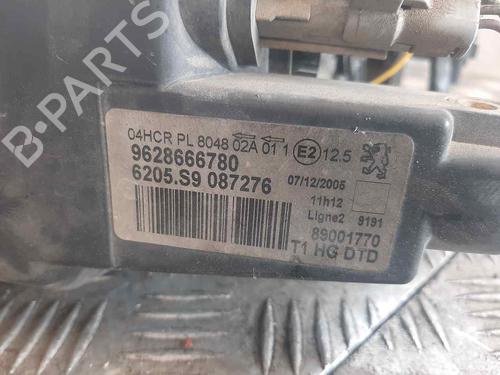 B-PARTS
04HCR PL 8048 02A 01 1 E2 12.5
9628666780
6205.S9 087276
07/12/2005
11h12
Ligne2 9191
89001770
T1 HG DTD